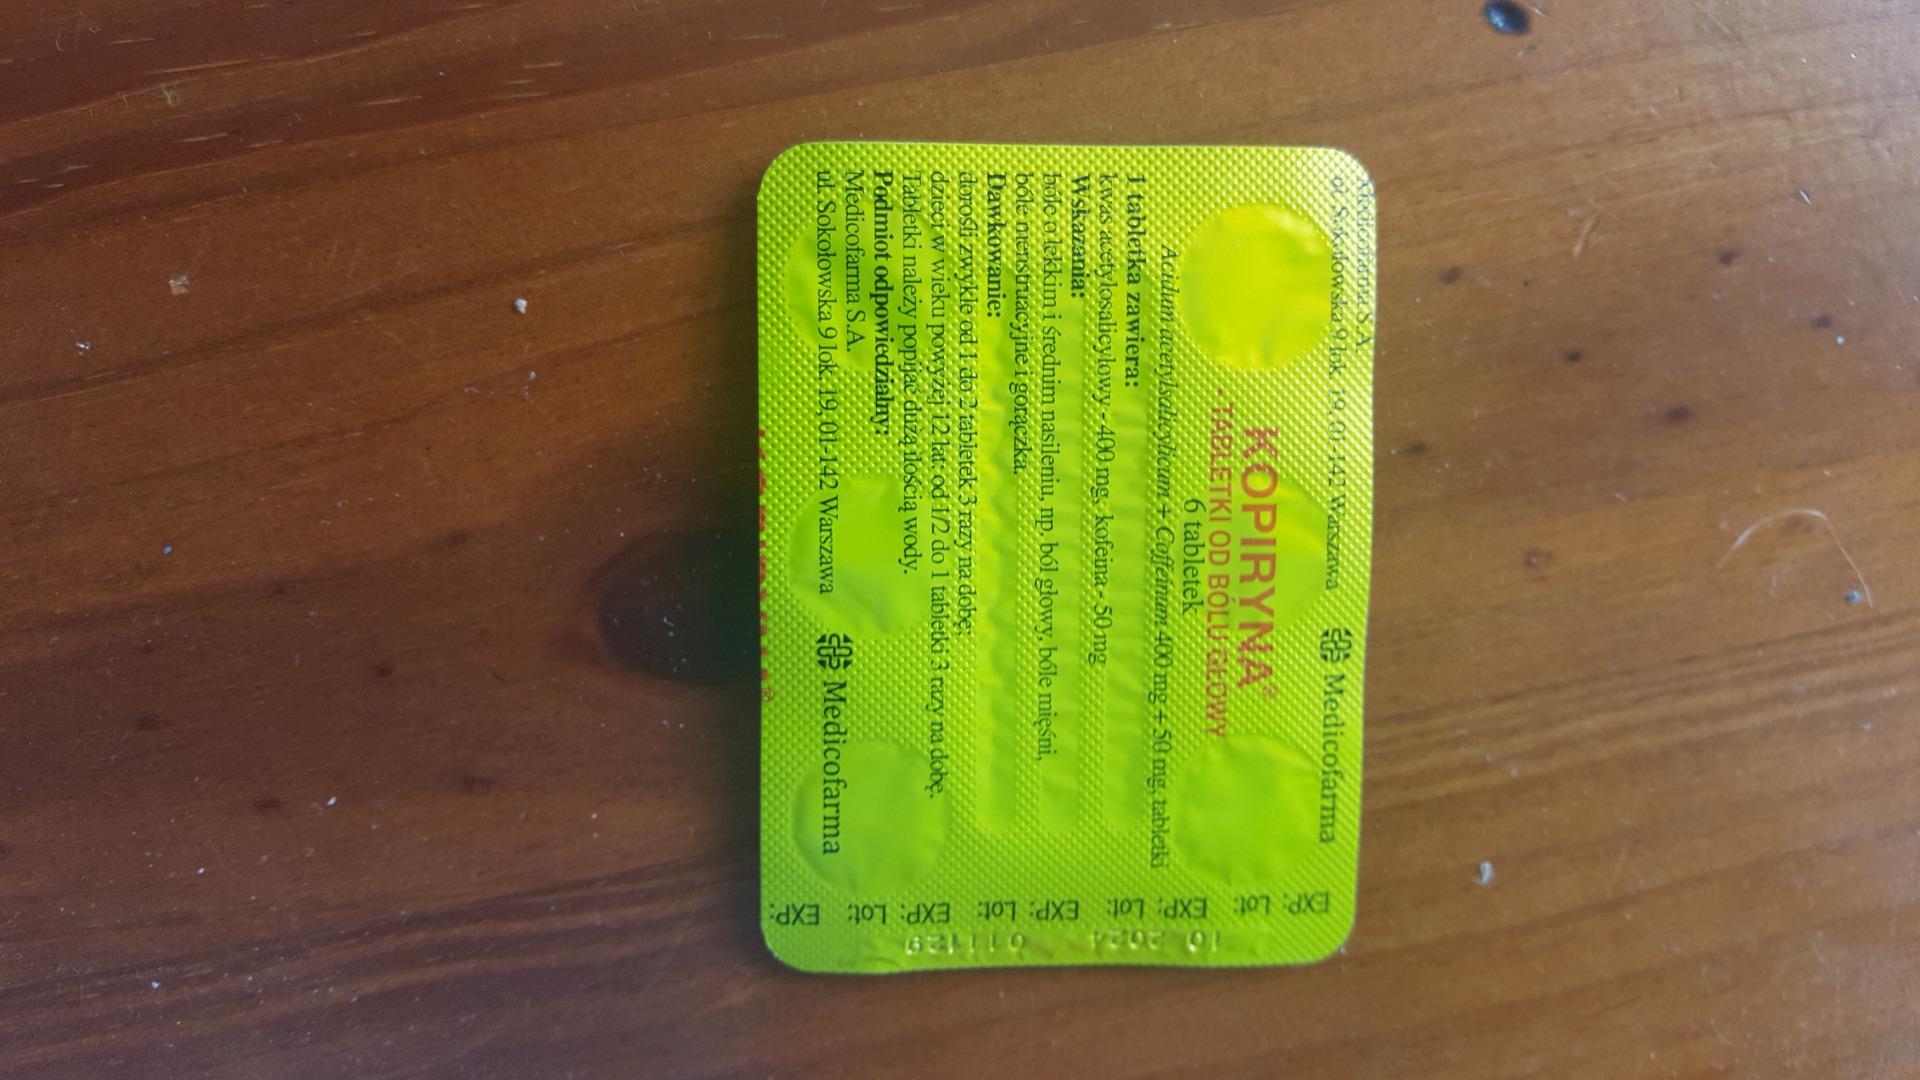 Medicofarma S.A.
ul. Sokołowska 9 lok. 19, 01-142 Warszawa
Medicofarma
KOPIRYNA®
-TABLETKI OD BÓLU GŁOWY
6 tabletek
Acidum acetylsalicylicum + Coffeinum 400 mg + 50 mg, tabletki
1 tabletka zawiera:
kwas acetylosalicylowy - 400 mg, kofeina - 50 mg
Wskazania:
bóle o lekkim i średnim nasileniu, np. ból głowy, bóle mięśni,
bóle menstruacyjne i gorączka.
Dawkowanie:
dorośli zwykle od 1 do 2 tabletek 3 razy na dobę;
dzieci w wieku powyżej 12 lat: od 1/2 do 1 tabletki 3 razy na dobę.
Tabletki należy popijać dużą ilością wody.
Podmiot odpowiedzialny:
Medicofarma S.A.
ul. Sokołowska 9 lok. 19, 01-142 Warszawa
Medicofarma
EXP: Lot: EXP: Lot: EXP: Lot: EXP: Lot: EXP:
10 2024 011129